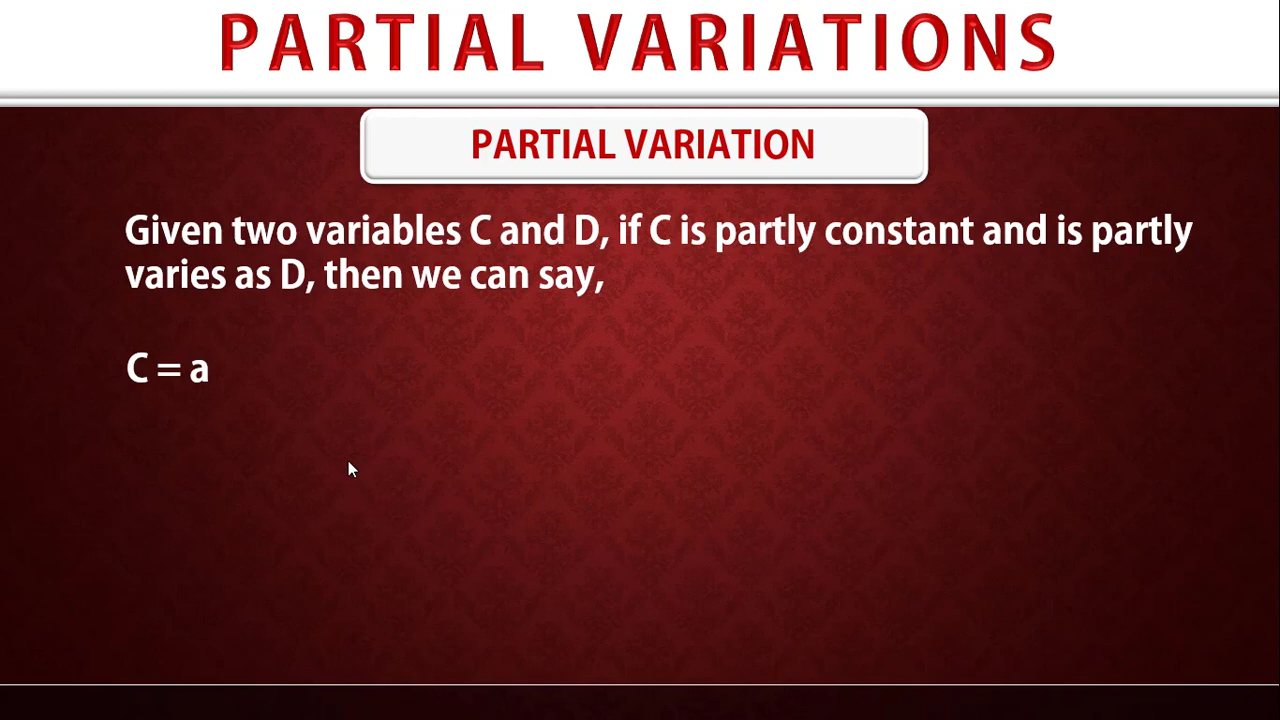 PARTIAL VARIATIONS
PARTIAL VARIATION
Given two variables C and D, if C is partly constant and is partly
varies as D, then we can say,
C = a